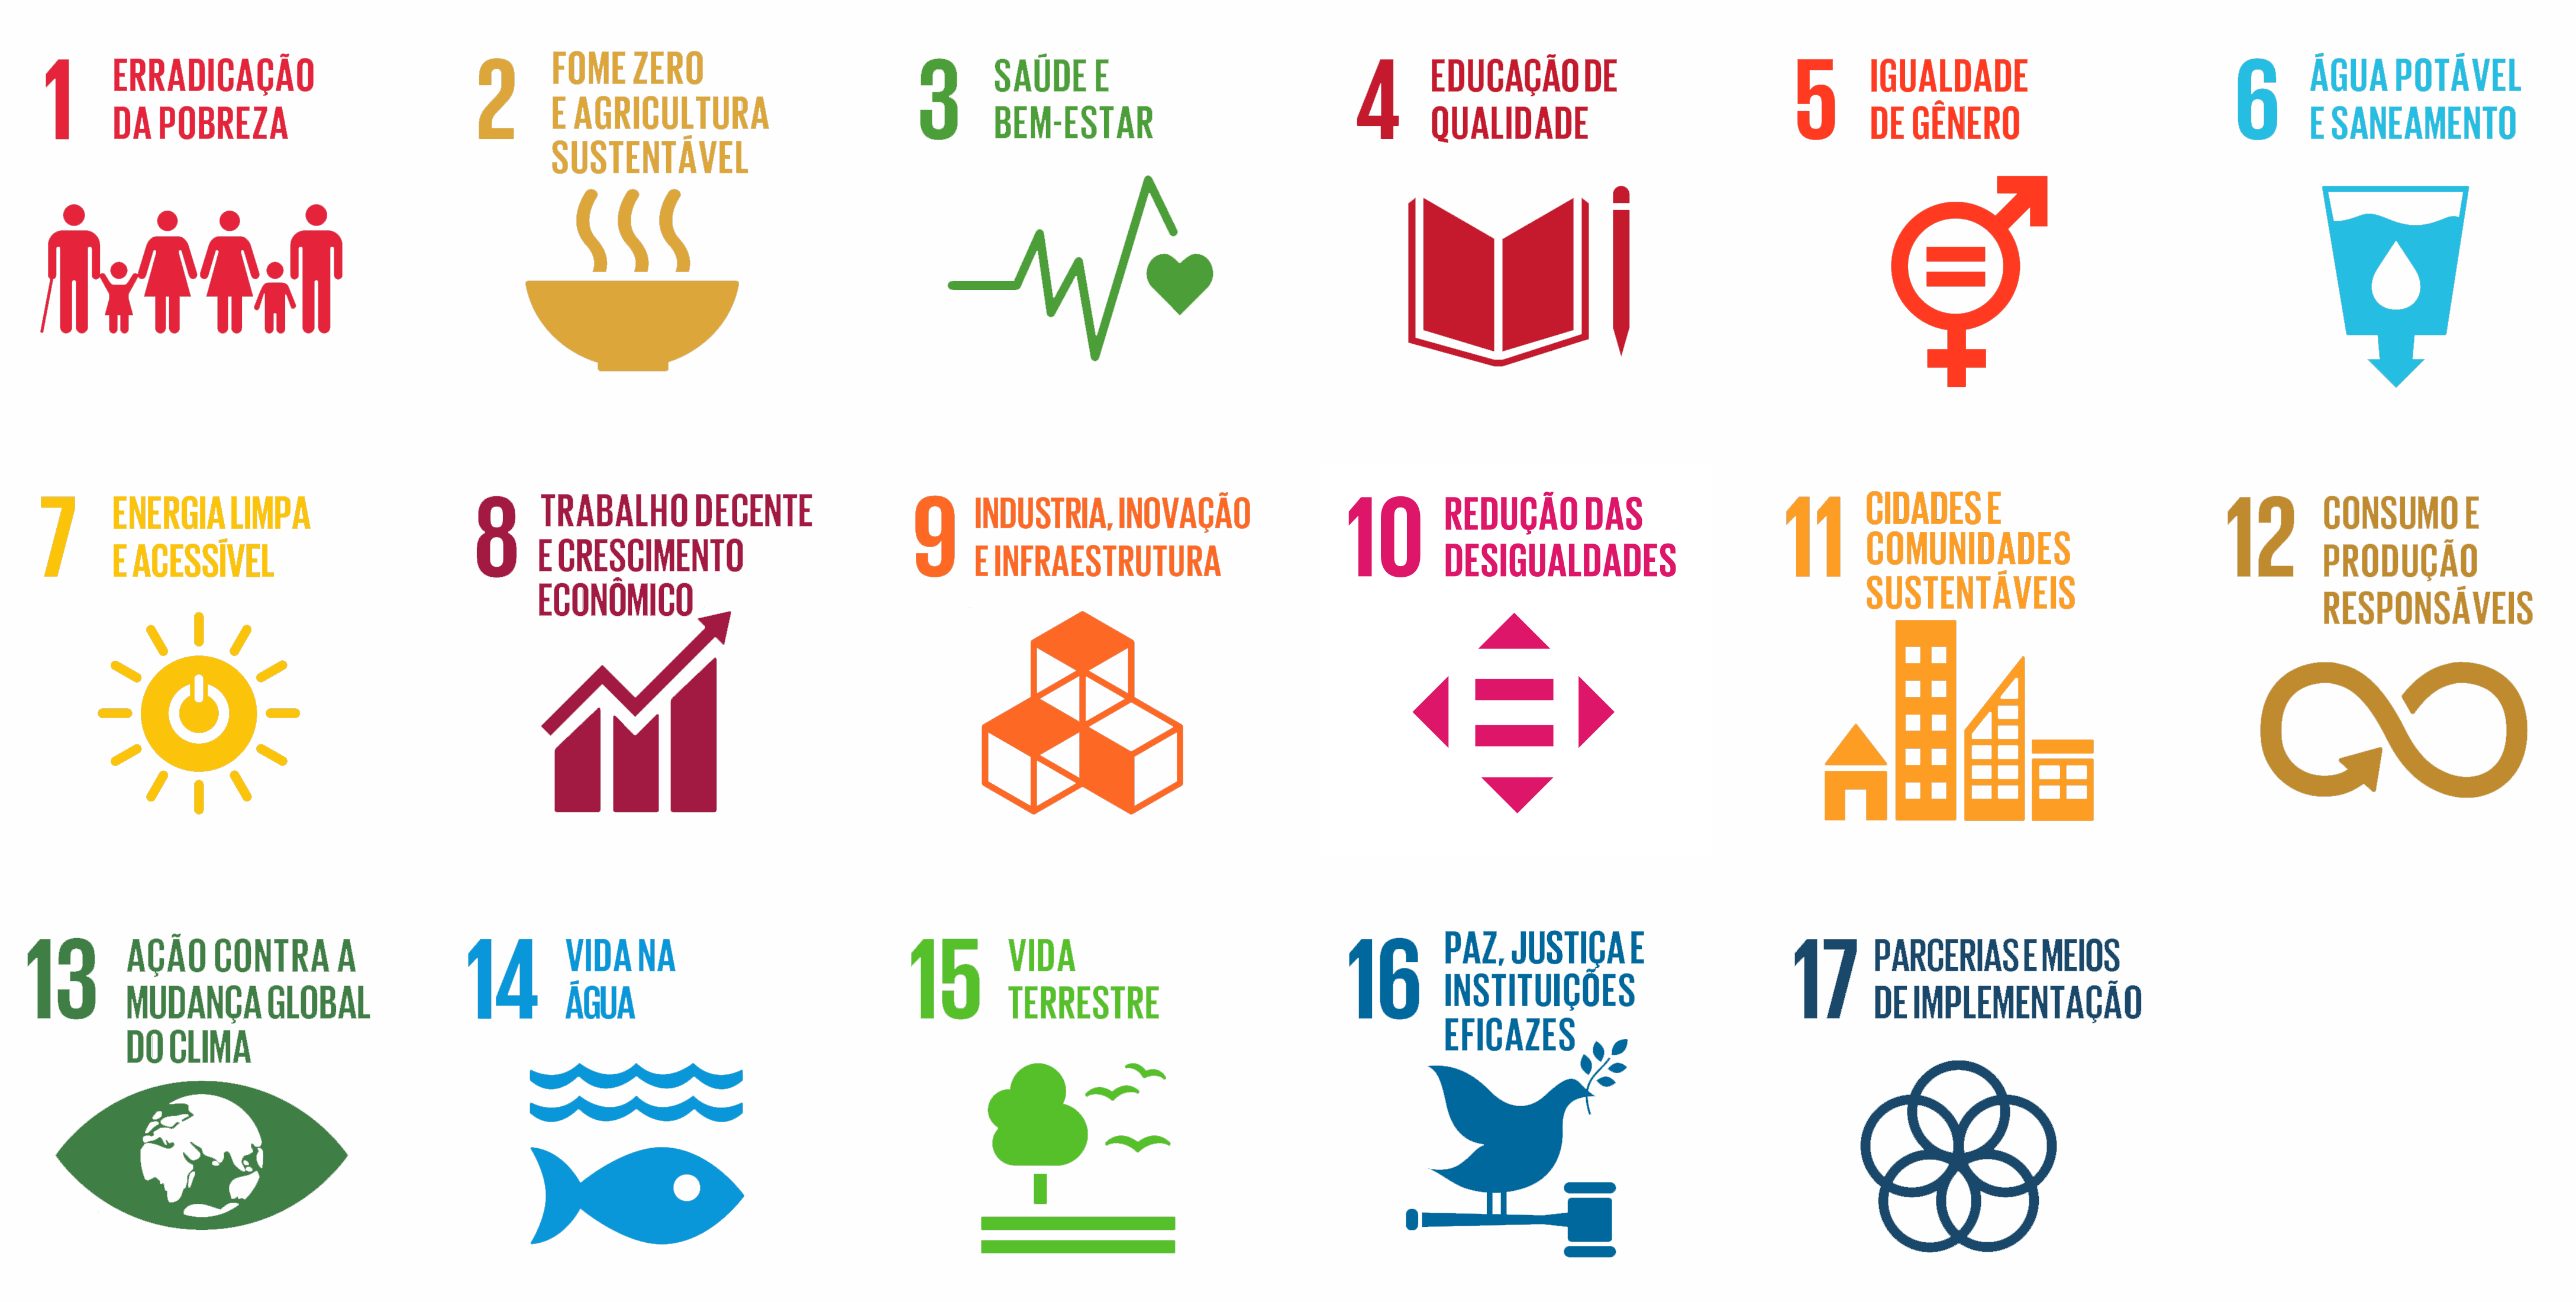 1 ERRADICAÇÃO
DA POBREZA
2 FOME ZERO
E AGRICULTURA
SUSTENTÁVEL
3 SAÚDE E
BEM-ESTAR
4 EDUCAÇÃO DE
QUALIDADE
5 IGUALDADE
DE GÊNERO
6 ÁGUA POTÁVEL
E SANEAMENTO
7 ENERGIA LIMPA
E ACESSÍVEL
8 TRABALHO DECENTE
E CRESCIMENTO
ECONÔMICO
9 INDUSTRIA, INOVAÇÃO
E INFRAESTRUTURA
10 REDUÇÃO DAS
DESIGUALDADES
11 CIDADES E
COMUNIDADES
SUSTENTÁVEIS
12 CONSUMO E
PRODUÇÃO
RESPONSÁVEIS
13 AÇÃO CONTRA A
MUDANÇA GLOBAL
DO CLIMA
14 VIDA NA
ÁGUA
15 VIDA
TERRESTRE
16 PAZ, JUSTIÇA E
INSTITUIÇÕES
EFICAZES
17 PARCERIAS E MEIOS
DE IMPLEMENTAÇÃO